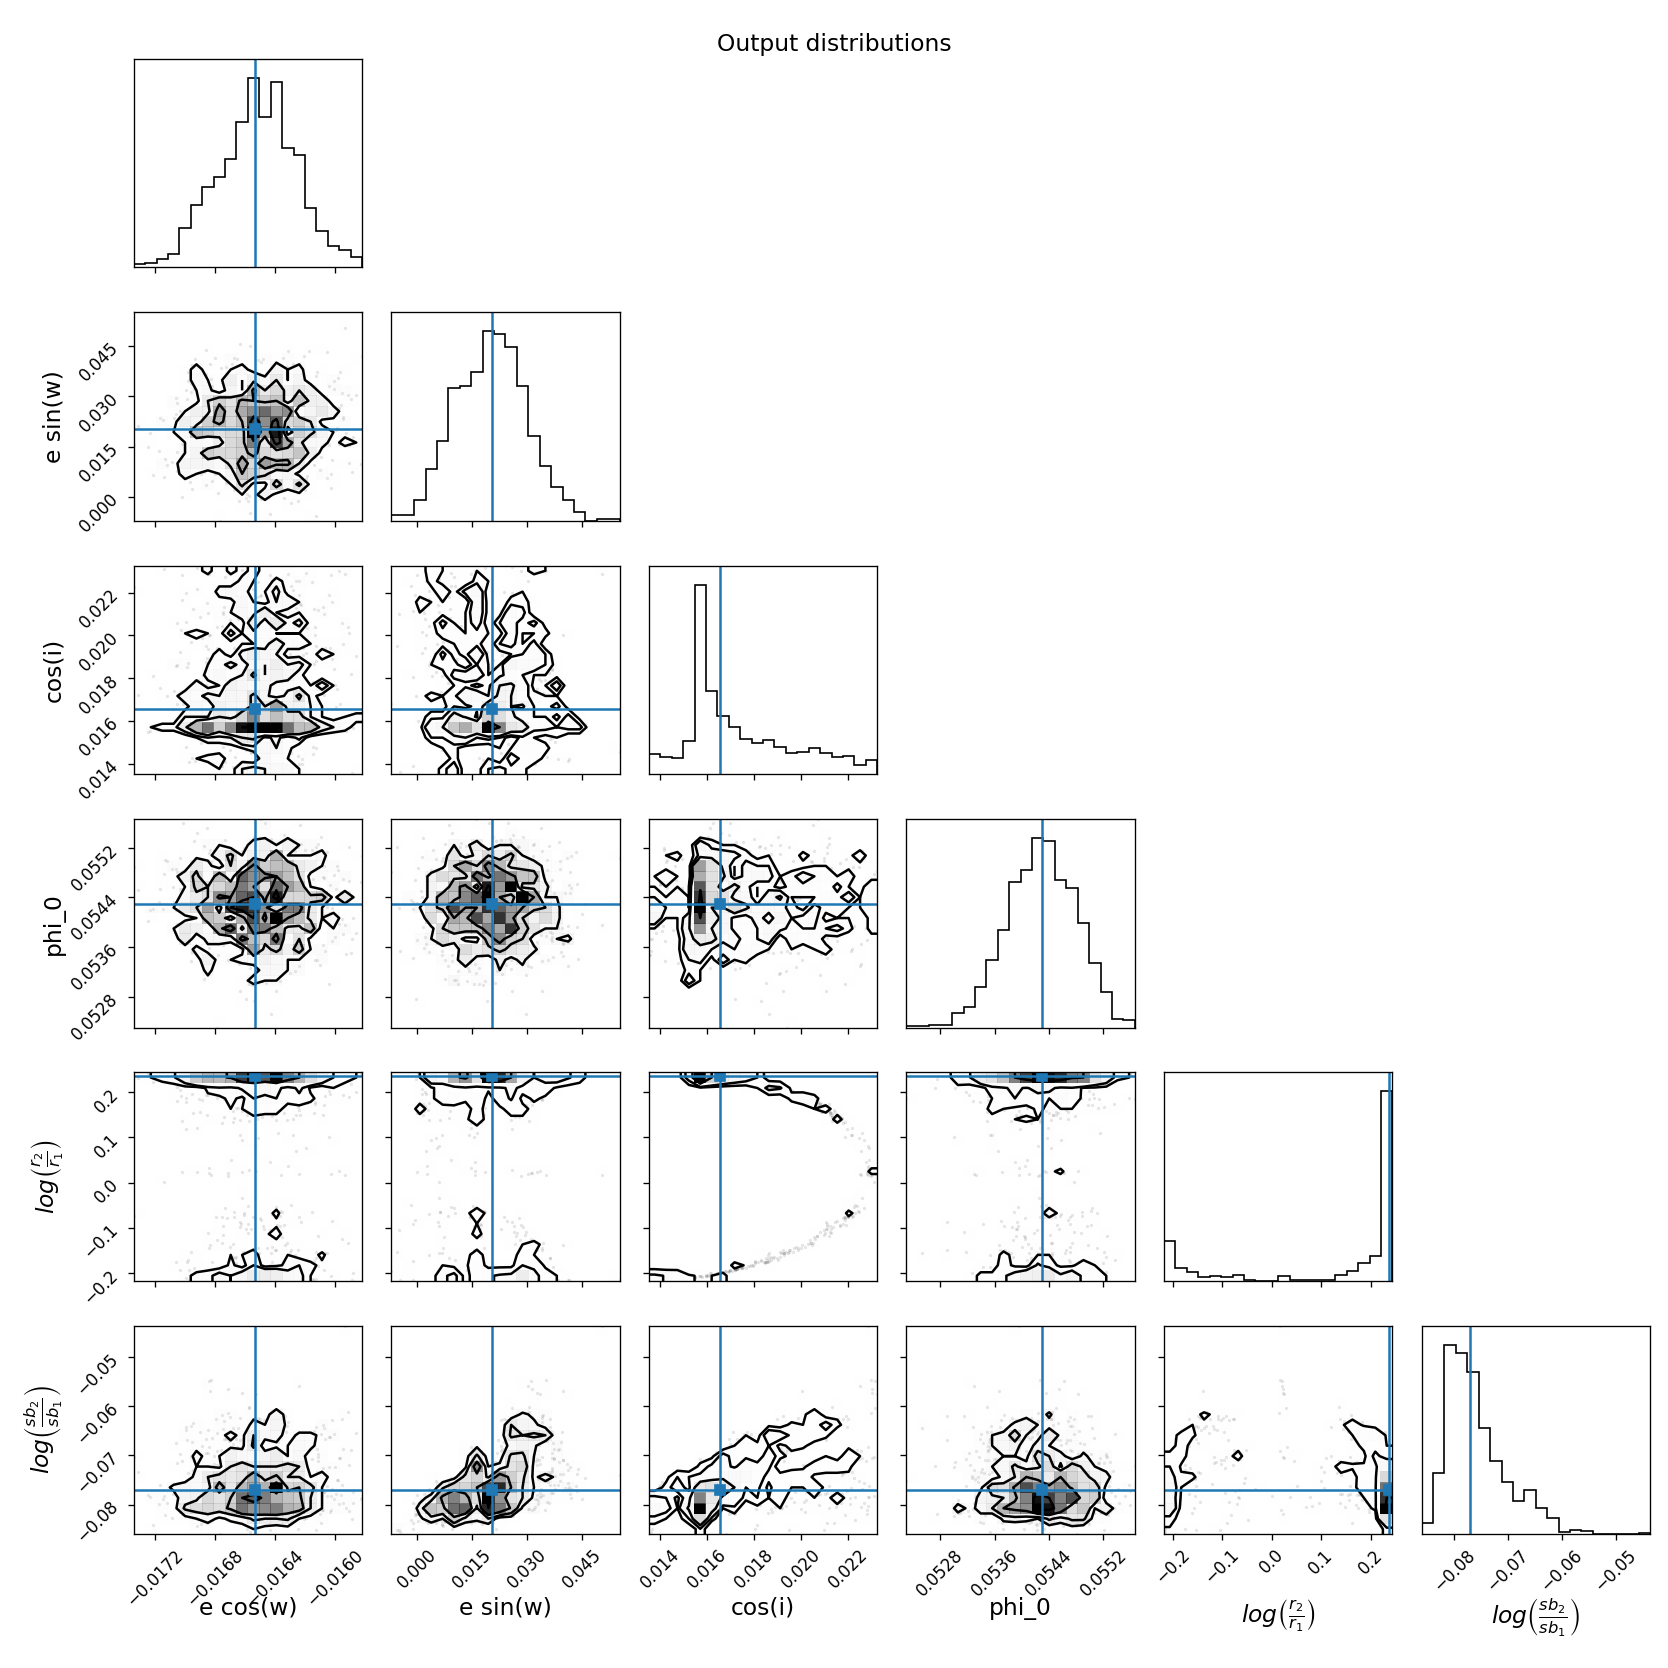 Output distributions
e sin(w)
0.045
0.030
0.015
0.000
cos(i)
0.022
0.020
0.018
0.016
0.014
phi_0
0.0552
0.0544
0.0536
0.0528
log(r₂/r₁)
0.2
0.1
0.0
−0.1
−0.2
log(sb₂/sb₁)
−0.05
−0.06
−0.07
−0.08
−0.0172 −0.0168 −0.0164 −0.0160
0.000 0.015 0.030 0.045
0.014 0.016 0.018 0.020 0.022
0.0528 0.0536 0.0544 0.0552
−0.2 −0.1 0.0 0.1 0.2
−0.08 −0.07 −0.06 −0.05
e cos(w)
e sin(w)
cos(i)
phi_0
log(r₂/r₁)
log(sb₂/sb₁)